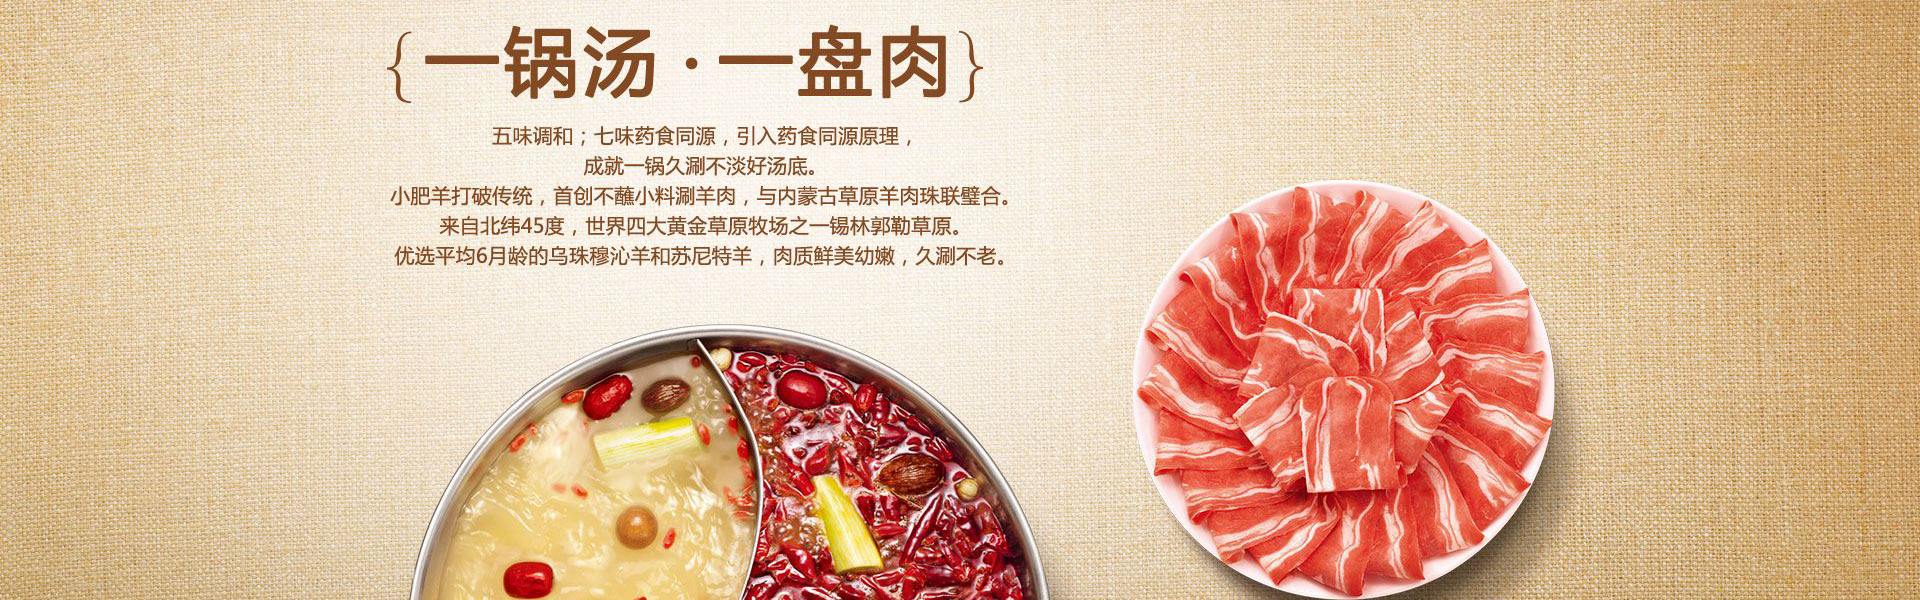 {一锅汤·一盘肉}
五味调和；七味药食同源，引入药食同源原理，
成就一锅久涮不淡好汤底。
小肥羊打破传统，首创不蘸小料涮羊肉，与内蒙古草原羊肉珠联璧合。
来自北纬45度，世界四大黄金草原牧场之一锡林郭勒草原。
优选平均6月龄的乌珠穆沁羊和苏尼特羊，肉质鲜美幼嫩，久涮不老。